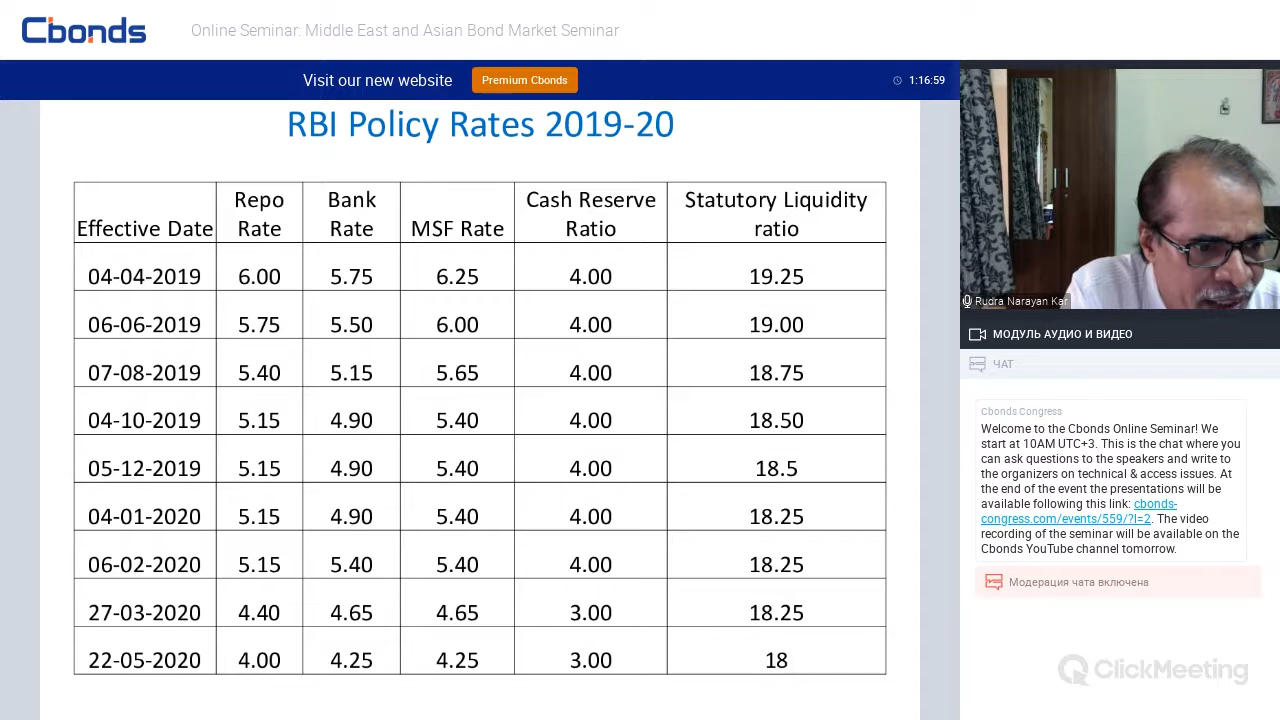 Cbonds
Online Seminar: Middle East and Asian Bond Market Seminar
Visit our new website
Premium Cbonds
1:16:59
RBI Policy Rates 2019-20
Effective Date Repo Rate Bank Rate MSF Rate Cash Reserve Ratio Statutory Liquidity ratio
04-04-2019 6.00 5.75 6.25 4.00 19.25
06-06-2019 5.75 5.50 6.00 4.00 19.00
07-08-2019 5.40 5.15 5.65 4.00 18.75
04-10-2019 5.15 4.90 5.40 4.00 18.50
05-12-2019 5.15 4.90 5.40 4.00 18.5
04-01-2020 5.15 4.90 5.40 4.00 18.25
06-02-2020 5.15 5.40 5.40 4.00 18.25
27-03-2020 4.40 4.65 4.65 3.00 18.25
22-05-2020 4.00 4.25 4.25 3.00 18
Rudra Narayan Kar
МОДУЛЬ АУДИО И ВИДЕО
ЧАТ
Cbonds Congress
Welcome to the Cbonds Online Seminar! We
start at 10AM UTC+3. This is the chat where you
can ask questions to the speakers and write to
the organizers on technical & access issues. At
the end of the event the presentations will be
available following this link: cbonds-
congress.com/events/559/?l=2. The video
recording of the seminar will be available on the
Cbonds YouTube channel tomorrow.
Модерация чата включена
ClickMeeting